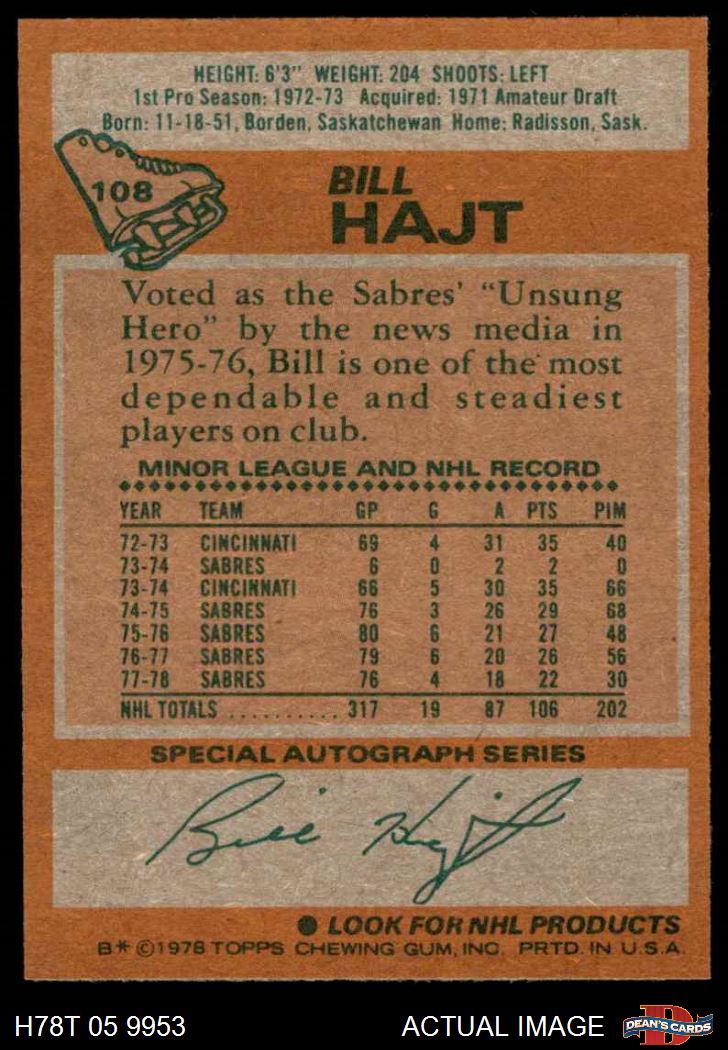 HEIGHT: 6'3" WEIGHT: 204 SHOOTS: LEFT
1st Pro Season: 1972-73 Acquired: 1971 Amateur Draft
Born: 11-18-51, Borden, Saskatchewan Home: Radisson, Sask.
108
BILL
HAJT
Voted as the Sabres' "Unsung
Hero" by the news media in
1975-76, Bill is one of the most
dependable and steadiest
players on club.
MINOR LEAGUE AND NHL RECORD
YEAR TEAM GP G A PTS PIM
72-73 CINCINNATI 69 4 31 35 40
73-74 SABRES 6 0 2 2 0
73-74 CINCINNATI 66 5 30 35 66
74-75 SABRES 76 3 26 29 68
75-76 SABRES 80 6 21 27 48
76-77 SABRES 79 6 20 26 56
77-78 SABRES 76 4 18 22 30
NHL TOTALS .......... 317 19 87 106 202
SPECIAL AUTOGRAPH SERIES
Bill Hajt
● LOOK FOR NHL PRODUCTS
B* ©1978 TOPPS CHEWING GUM, INC. PRTD. IN U.S.A.
H78T 05 9953 ACTUAL IMAGE D DEAN'S CARDS